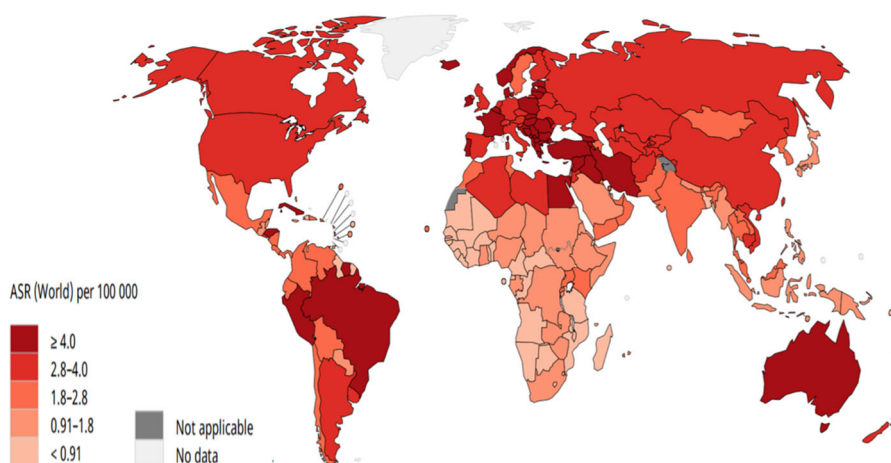 ASR (World) per 100 000
≥ 4.0
2.8–4.0
1.8–2.8
0.91–1.8
< 0.91
Not applicable
No data